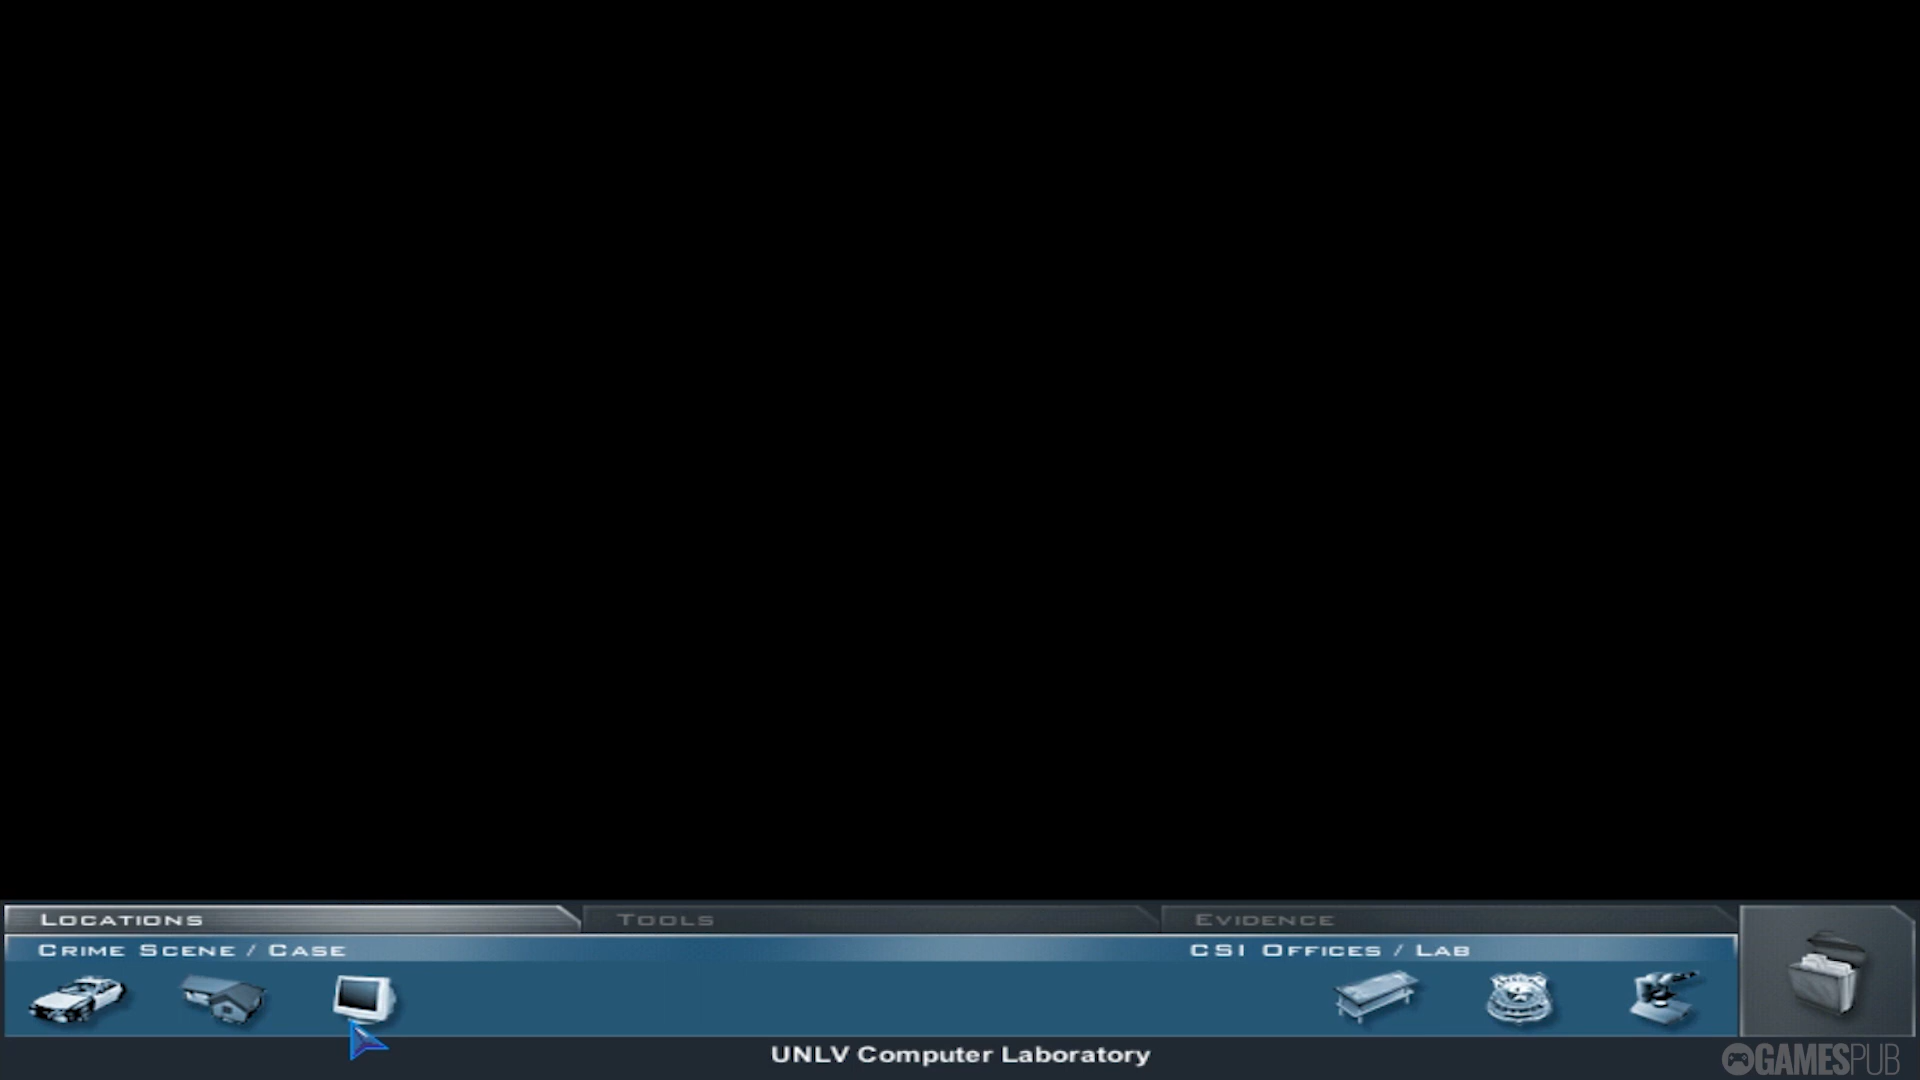 LOCATIONS
TOOLS
EVIDENCE
CRIME SCENE / CASE
CSI OFFICES / LAB
UNLV Computer Laboratory
GAMESPUB